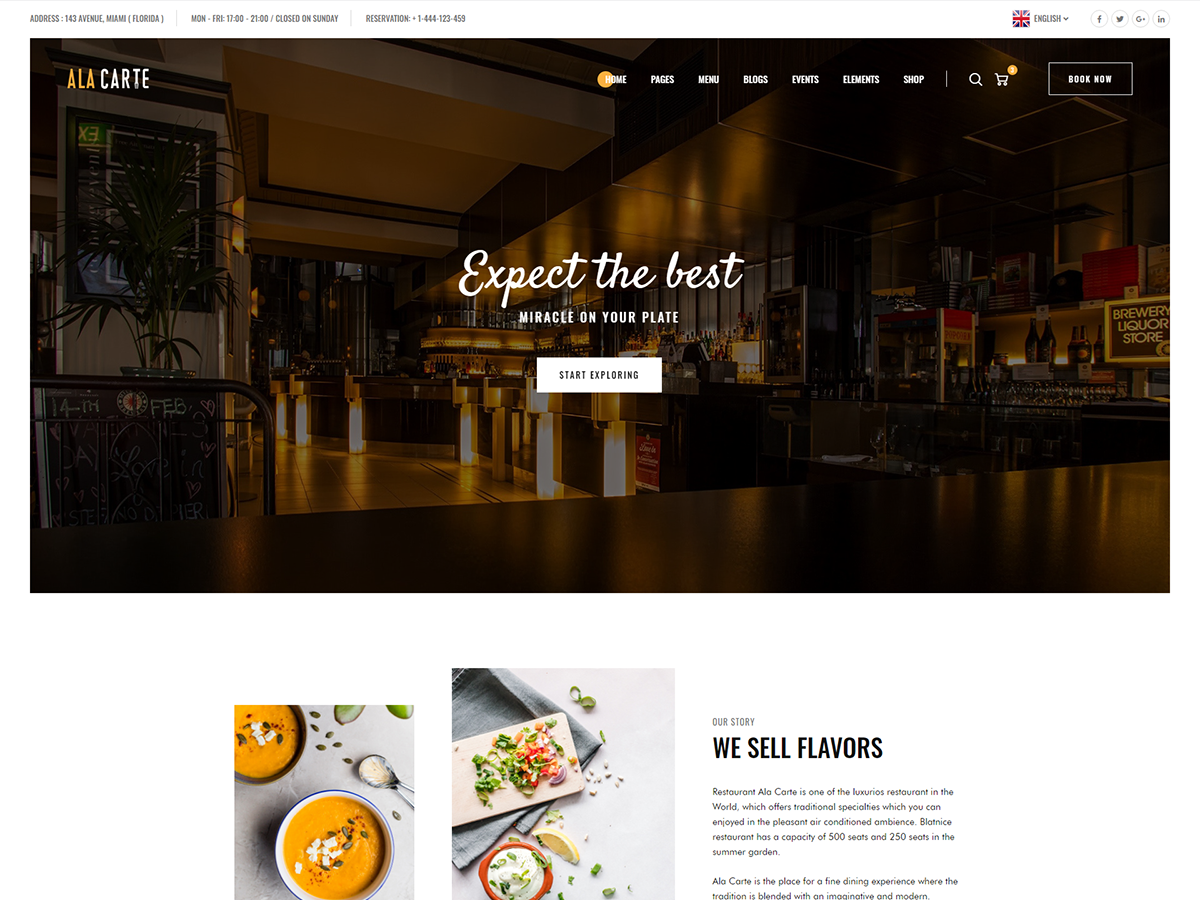 ADDRESS : 143 AVENUE, MIAMI ( FLORIDA )
MON - FRI: 17:00 - 21:00 / CLOSED ON SUNDAY
RESERVATION: + 1-444-123-459
ENGLISH
ALA CARTE
HOME
PAGES
MENU
BLOGS
EVENTS
ELEMENTS
SHOP
BOOK NOW
EX
Expect the best
MIRACLE ON YOUR PLATE
START EXPLORING
BREWERY
LIQUOR
STORE
14-TH FEB
OUR STORY
WE SELL FLAVORS
Restaurant Ala Carte is one of the luxurios restaurant in the
World, which offers traditional specialties which you can
enjoyed in the pleasant air conditioned ambience. Blatnice
restaurant has a capacity of 500 seats and 250 seats in the
summer garden.
Ala Carte is the place for a fine dining experience where the
tradition is blended with an imaginative and modern.